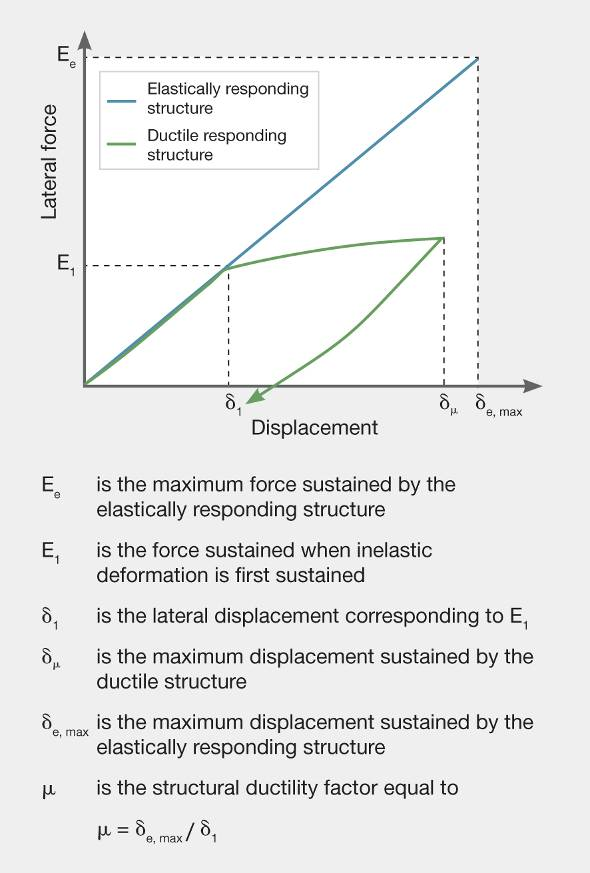 Eₑ
Elastically responding
structure
Ductile responding
structure
Lateral force
E₁
δ₁
δμ
δe, max
Displacement
Eₑ is the maximum force sustained by the
elastically responding structure
E₁ is the force sustained when inelastic
deformation is first sustained
δ₁ is the lateral displacement corresponding to E₁
δμ is the maximum displacement sustained by the
ductile structure
δe, max is the maximum displacement sustained by the
elastically responding structure
μ is the structural ductility factor equal to
μ = δe, max / δ₁